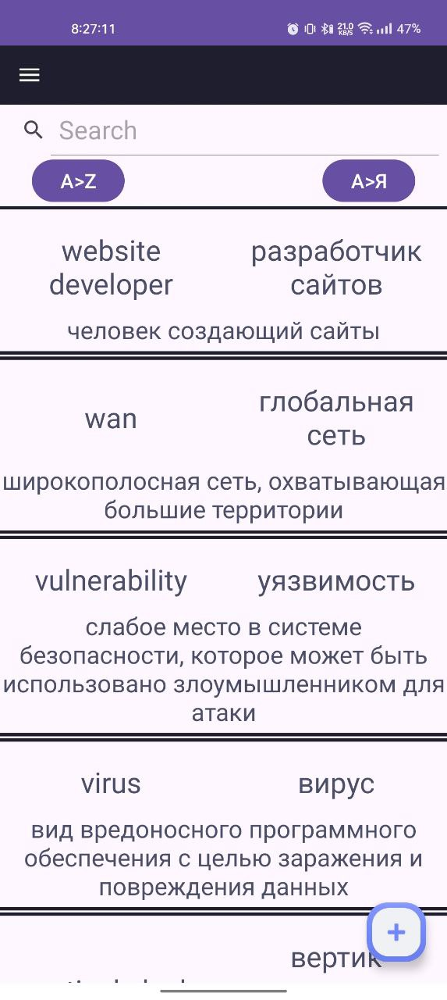 8:27:11 21.0 KB/S 47%
Search
A>Z A>Я
website developer
разработчик сайтов
человек создающий сайты
wan
глобальная сеть
широкополосная сеть, охватывающая
большие территории
vulnerability уязвимость
слабое место в системе
безопасности, которое может быть
использовано злоумышленником для
атаки
virus вирус
вид вредоносного программного
обеспечения с целью заражения и
повреждения данных
+